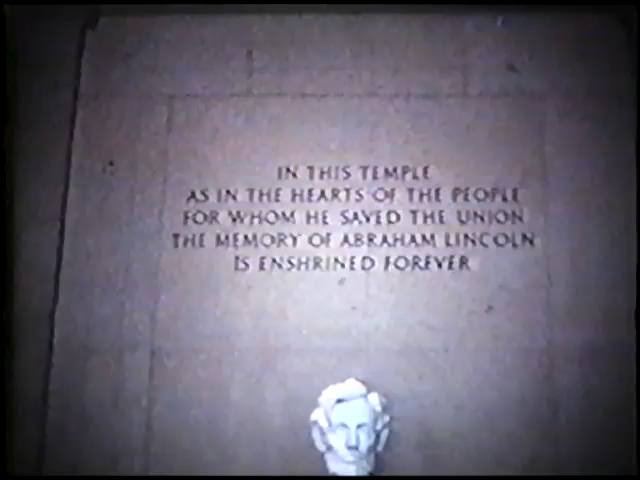 IN THIS TEMPLE
AS IN THE HEARTS OF THE PEOPLE
FOR WHOM HE SAVED THE UNION
THE MEMORY OF ABRAHAM LINCOLN
IS ENSHRINED FOREVER